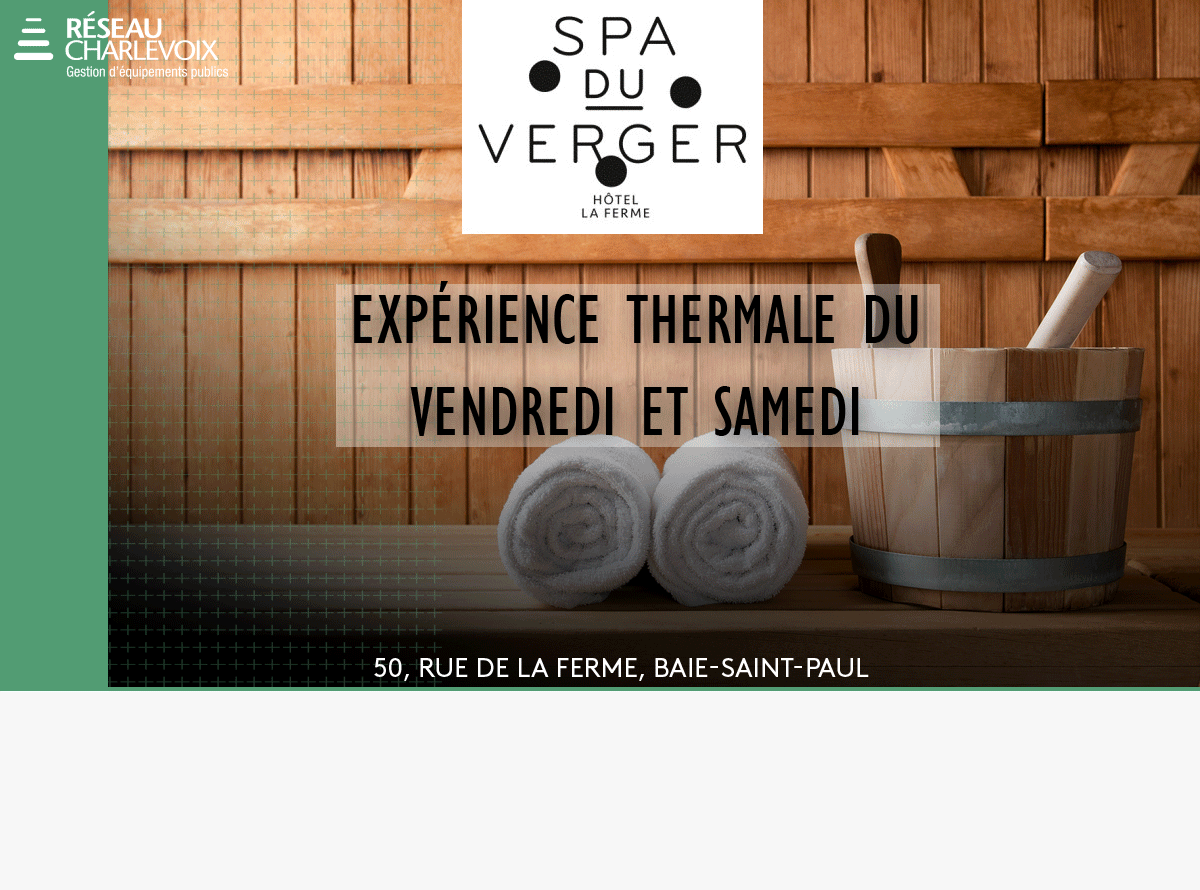 RÉSEAU
CHARLEVOIX
Gestion d'équipements publics
SPA
DU
VERGER
HÔTEL
LA FERME
EXPÉRIENCE THERMALE DU
VENDREDI ET SAMEDI
50, RUE DE LA FERME, BAIE-SAINT-PAUL